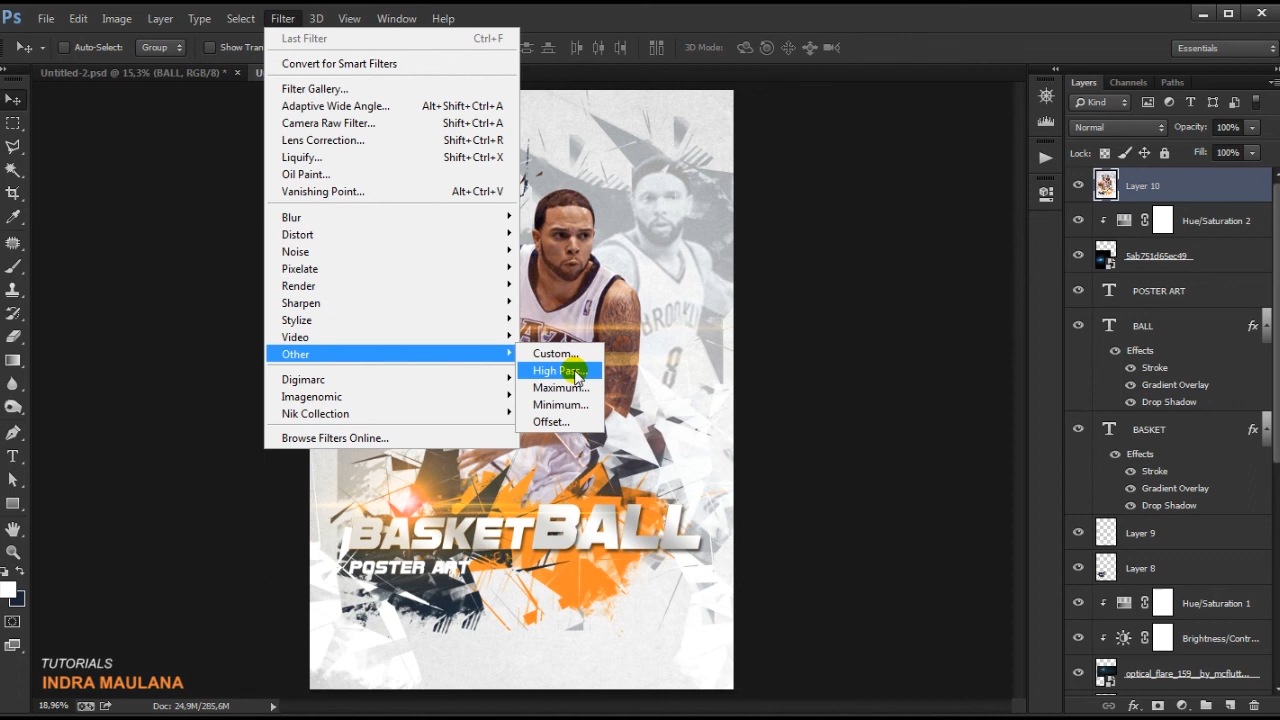 Ps File Edit Image Layer Type Select Filter 3D View Window Help
Auto-Select: Group Show Tran 3D Mode: Essentials
Untitled-2.psd @ 15,3% (BALL, RGB/8) * × 
Last Filter Ctrl+F
Convert for Smart Filters
Filter Gallery...
Adaptive Wide Angle... Alt+Shift+Ctrl+A
Camera Raw Filter... Shift+Ctrl+A
Lens Correction... Shift+Ctrl+R
Liquify... Shift+Ctrl+X
Oil Paint...
Vanishing Point... Alt+Ctrl+V
Blur
Distort
Noise
Pixelate
Render
Sharpen
Stylize
Video
Other
Digimarc
Imagenomic
Nik Collection
Browse Filters Online...
Custom...
High Pass...
Maximum...
Minimum...
Offset...
BROOKLY
8
BASKETBALL
POSTER ART
TUTORIALS
INDRA MAULANA
18,96% Doc: 24,9M/285,6M
Layers Channels Paths
Kind
Normal Opacity: 100%
Lock: Fill: 100%
Layer 10
Hue/Saturation 2
5ab751d65ec49
POSTER ART
BALL fx
Effects
Stroke
Gradient Overlay
Drop Shadow
BASKET fx
Effects
Stroke
Gradient Overlay
Drop Shadow
Layer 9
Layer 8
Hue/Saturation 1
Brightness/Contr...
optical_flare_159__by_mcflutt...